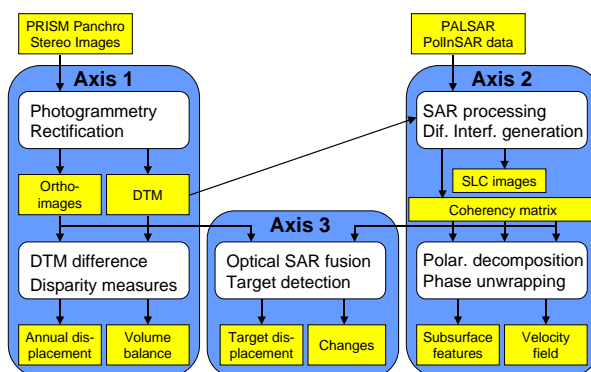 PRISM Panchro
Stereo Images
PALSAR
PolInSAR data
Axis 1
Axis 2
Photogrammetry
Rectification
SAR processing
Dif. Interf. generation
Ortho-
images
DTM
SLC images
Coherency matrix
Axis 3
DTM difference
Disparity measures
Optical SAR fusion
Target detection
Polar. decomposition
Phase unwrapping
Annual dis-
placement
Volume
balance
Target dis-
placement
Changes
Subsurface
features
Velocity
field